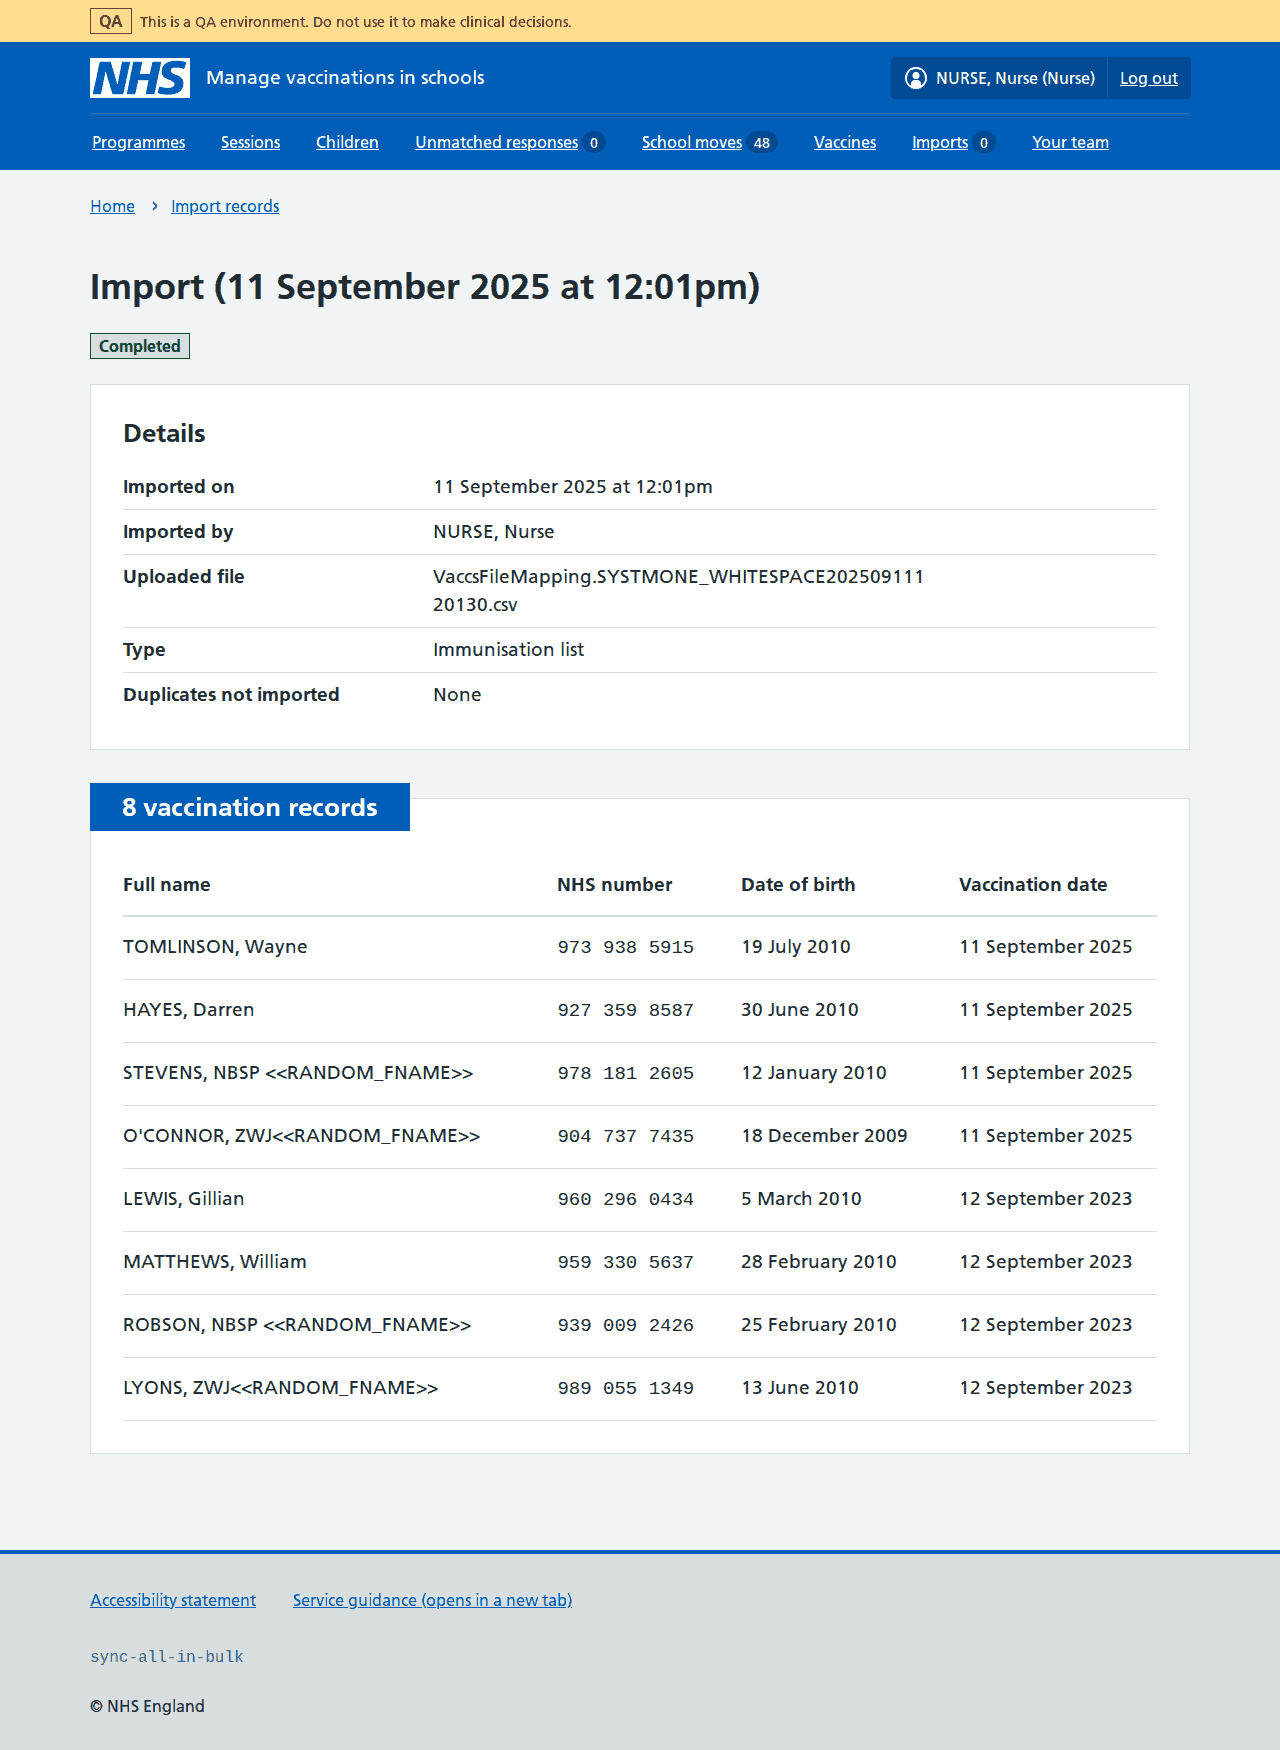 QA This is a QA environment. Do not use it to make clinical decisions.
NHS Manage vaccinations in schools NURSE, Nurse (Nurse) Log out
Programmes Sessions Children Unmatched responses 0 School moves 48 Vaccines Imports 0 Your team
Home › Import records
Import (11 September 2025 at 12:01pm)
Completed
Details
Imported on 11 September 2025 at 12:01pm
Imported by NURSE, Nurse
Uploaded file VaccsFileMapping.SYSTMONE_WHITESPACE202509111
20130.csv
Type Immunisation list
Duplicates not imported None
8 vaccination records
Full name NHS number Date of birth Vaccination date
TOMLINSON, Wayne 973 938 5915 19 July 2010 11 September 2025
HAYES, Darren 927 359 8587 30 June 2010 11 September 2025
STEVENS, NBSP <<RANDOM_FNAME>> 978 181 2605 12 January 2010 11 September 2025
O'CONNOR, ZWJ<<RANDOM_FNAME>> 904 737 7435 18 December 2009 11 September 2025
LEWIS, Gillian 960 296 0434 5 March 2010 12 September 2023
MATTHEWS, William 959 330 5637 28 February 2010 12 September 2023
ROBSON, NBSP <<RANDOM_FNAME>> 939 009 2426 25 February 2010 12 September 2023
LYONS, ZWJ<<RANDOM_FNAME>> 989 055 1349 13 June 2010 12 September 2023
Accessibility statement Service guidance (opens in a new tab)
sync-all-in-bulk
© NHS England